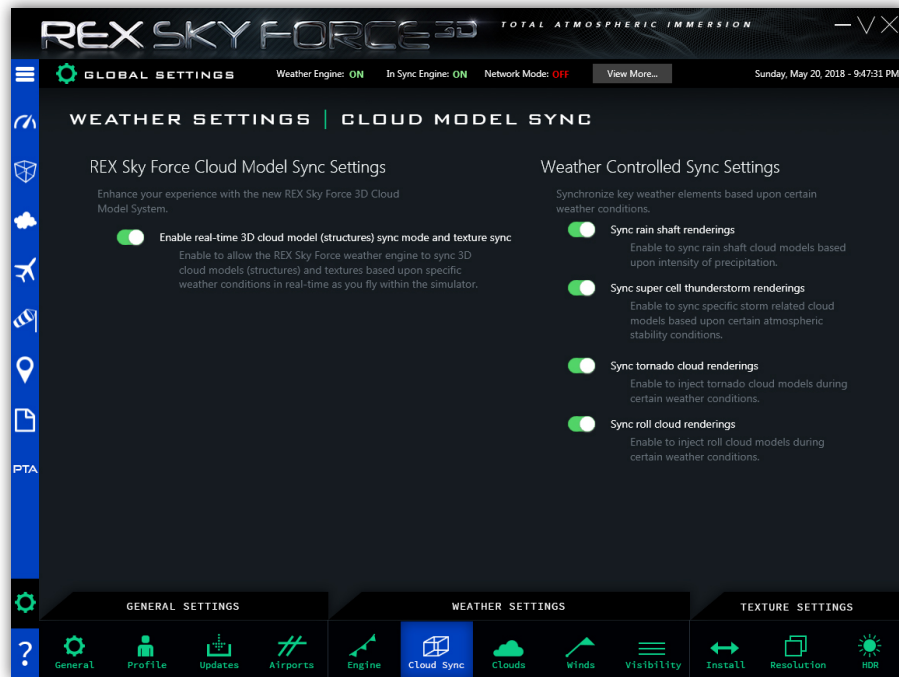 REX SKY FORCE 3D
TOTAL ATMOSPHERIC IMMERSION
GLOBAL SETTINGS
Weather Engine: ON
In Sync Engine: ON
Network Mode: OFF
View More...
Sunday, May 20, 2018 - 9:47:31 PM
WEATHER SETTINGS | CLOUD MODEL SYNC
REX Sky Force Cloud Model Sync Settings
Enhance your experience with the new REX Sky Force 3D Cloud
Model System.
Enable real-time 3D cloud model (structures) sync mode and texture sync
Enable to allow the REX Sky Force weather engine to sync 3D
cloud models (structures) and textures based upon specific
weather conditions in real-time as you fly within the simulator.
Weather Controlled Sync Settings
Synchronize key weather elements based upon certain
weather conditions.
Sync rain shaft renderings
Enable to sync rain shaft cloud models based
upon intensity of precipitation.
Sync super cell thunderstorm renderings
Enable to sync specific storm related cloud
models based upon certain atmospheric
stability conditions.
Sync tornado cloud renderings
Enable to inject tornado cloud models during
certain weather conditions.
Sync roll cloud renderings
Enable to inject roll cloud models during
certain weather conditions.
PTA
?
GENERAL SETTINGS
WEATHER SETTINGS
TEXTURE SETTINGS
General
Profile
Updates
Airports
Engine
Cloud Sync
Clouds
Winds
Visibility
Install
Resolution
HDR